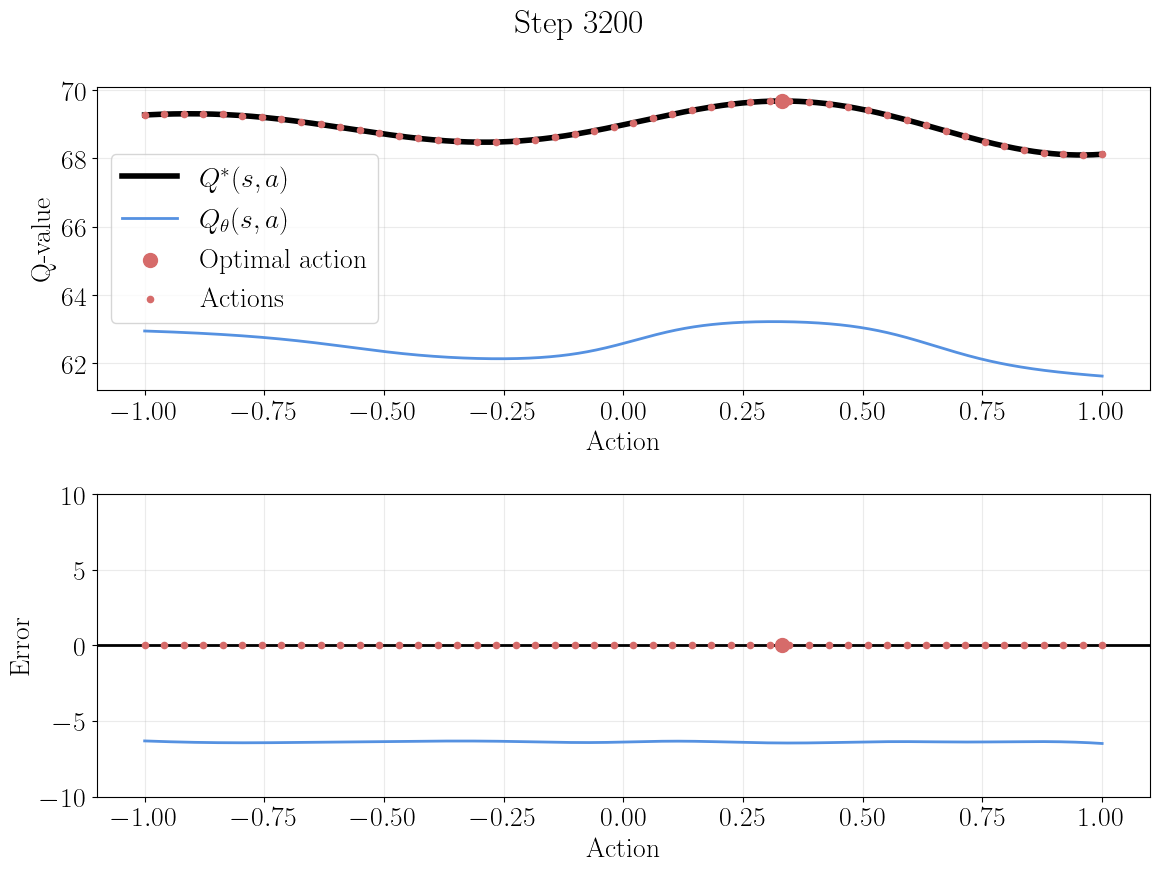 Step 3200
70
68
66
64
62
Q-value
Q*(s, a)
Qθ(s, a)
Optimal action
Actions
−1.00 −0.75 −0.50 −0.25 0.00 0.25 0.50 0.75 1.00
Action
10
5
0
−5
−10
Error
−1.00 −0.75 −0.50 −0.25 0.00 0.25 0.50 0.75 1.00
Action